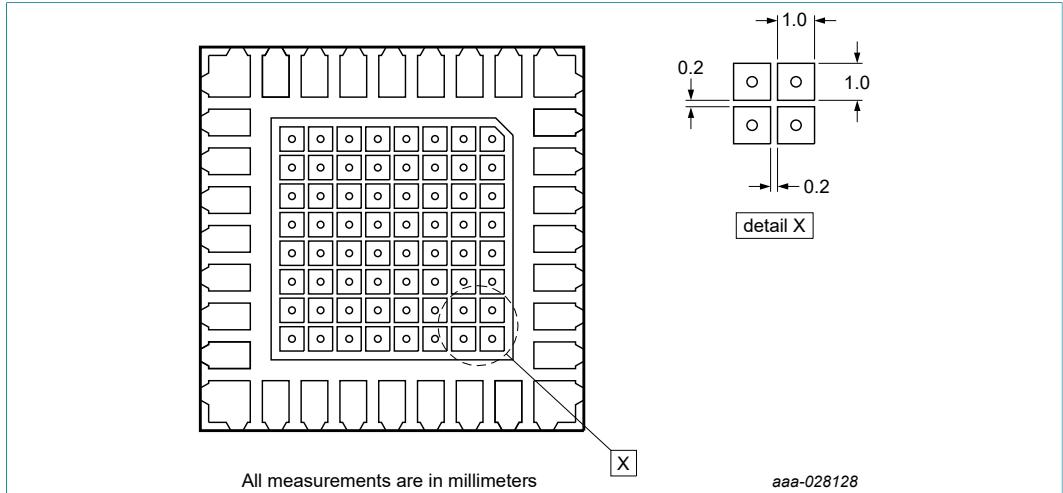 1.0
0.2
1.0
0.2
detail X
X
All measurements are in millimeters
aaa-028128